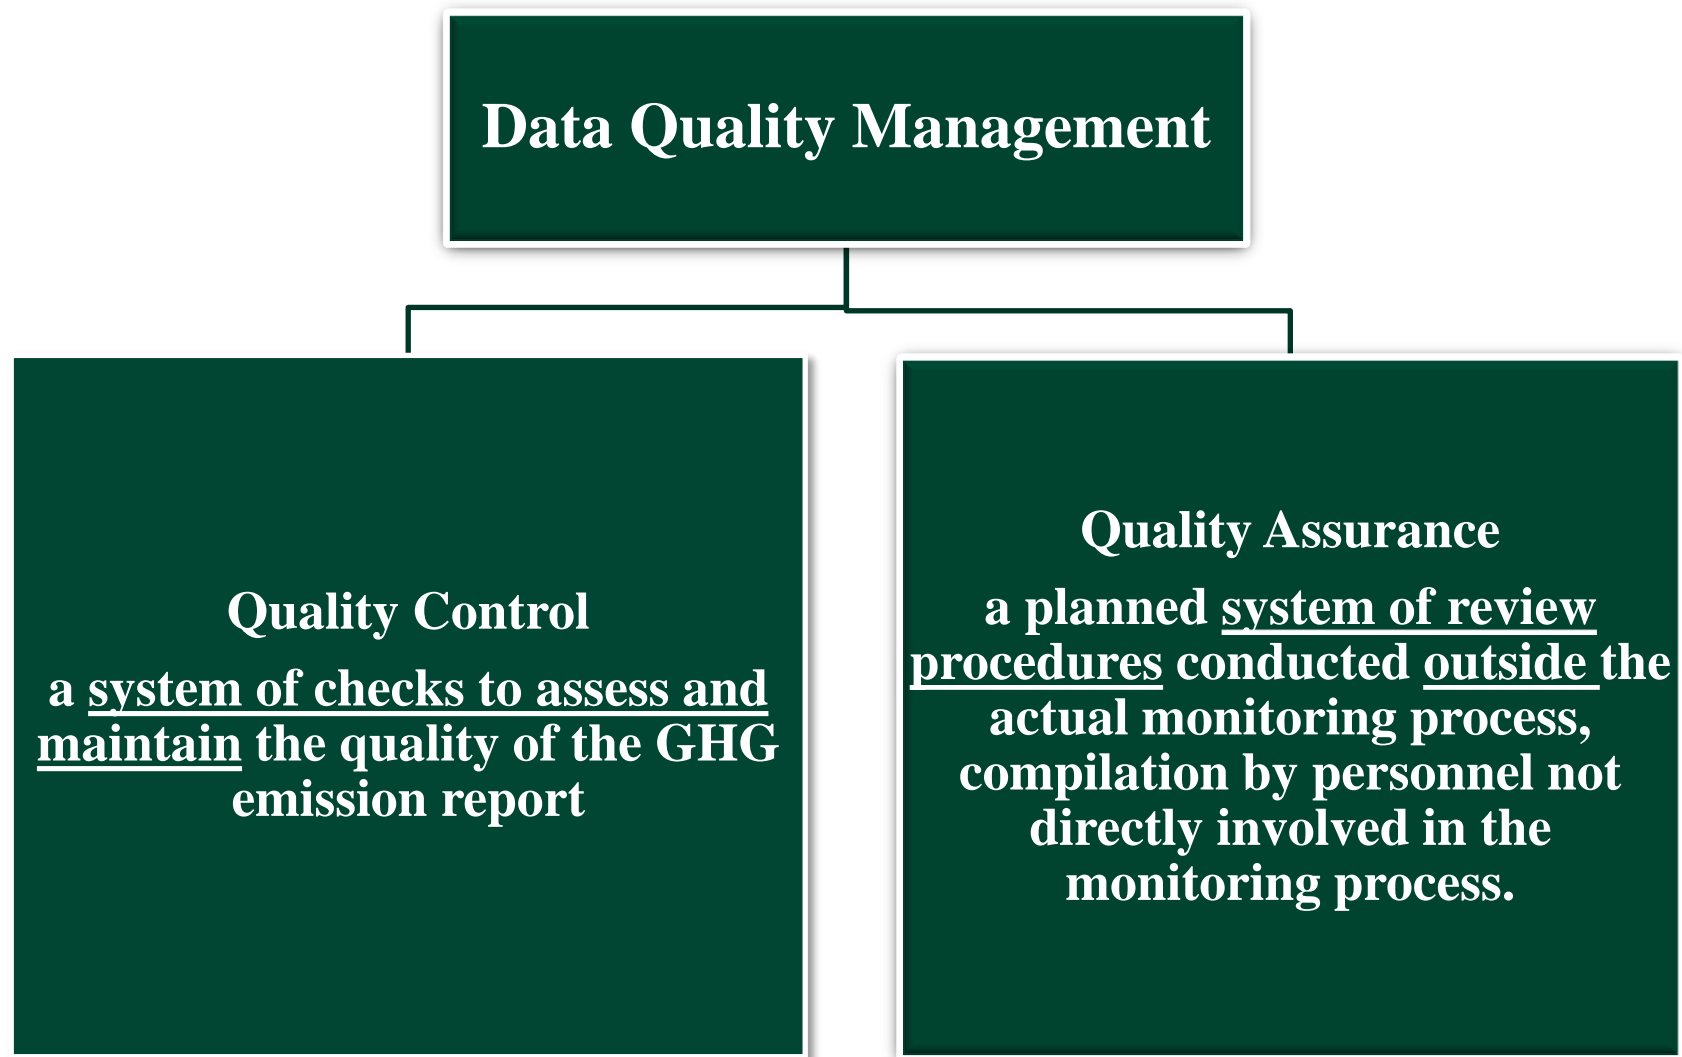 Data Quality Management
Quality Control
a system of checks to assess and
maintain the quality of the GHG
emission report
Quality Assurance
a planned system of review
procedures conducted outside the
actual monitoring process,
compilation by personnel not
directly involved in the
monitoring process.